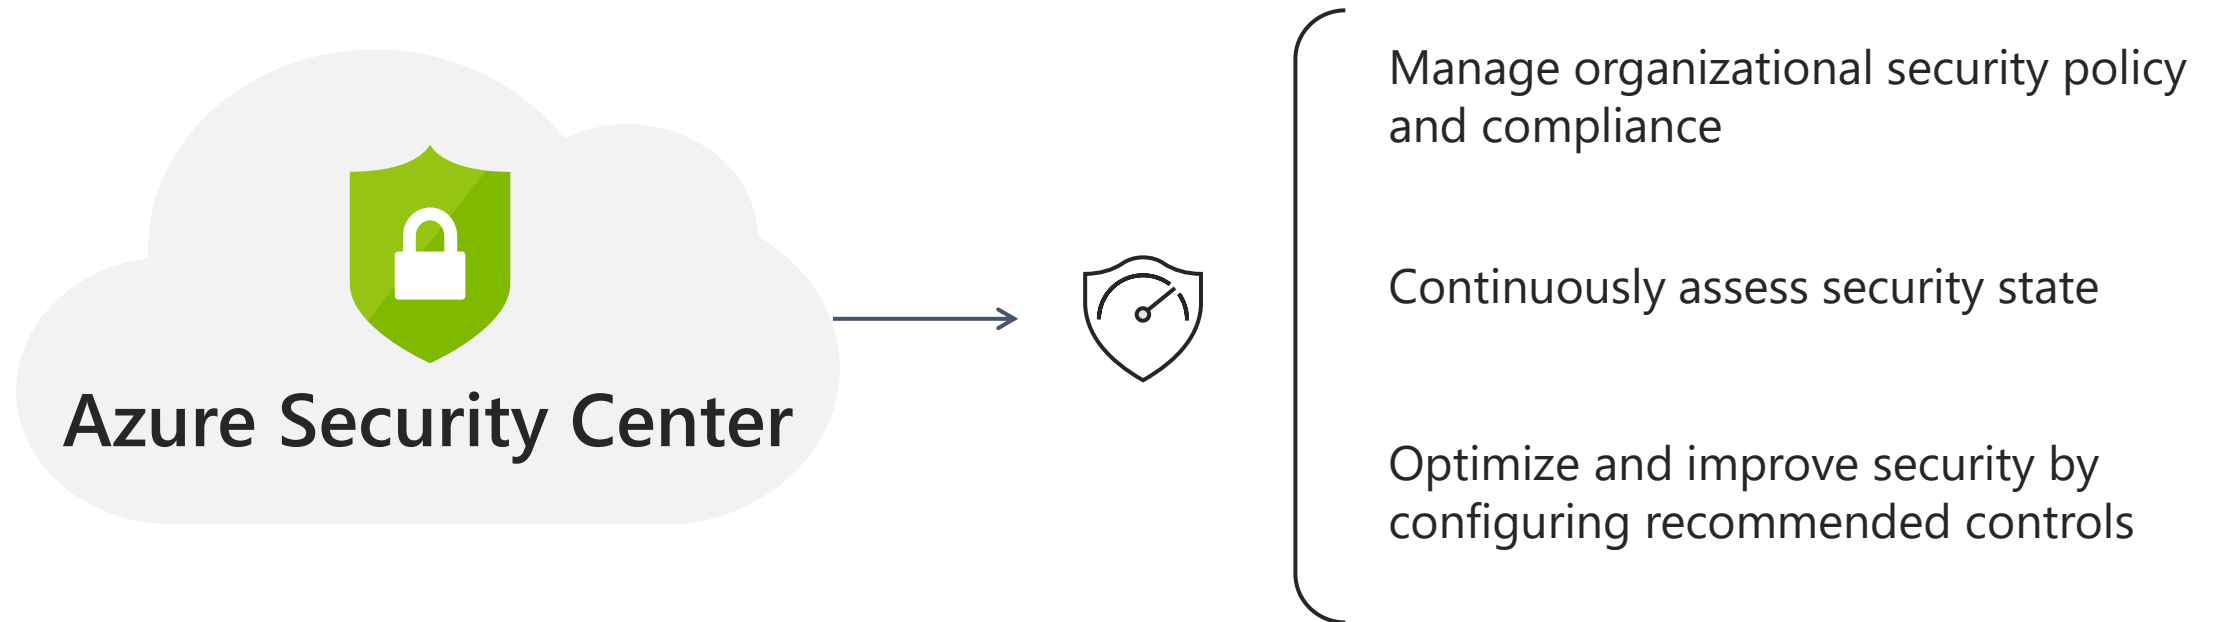 Azure Security Center
Manage organizational security policy
and compliance
Continuously assess security state
Optimize and improve security by
configuring recommended controls